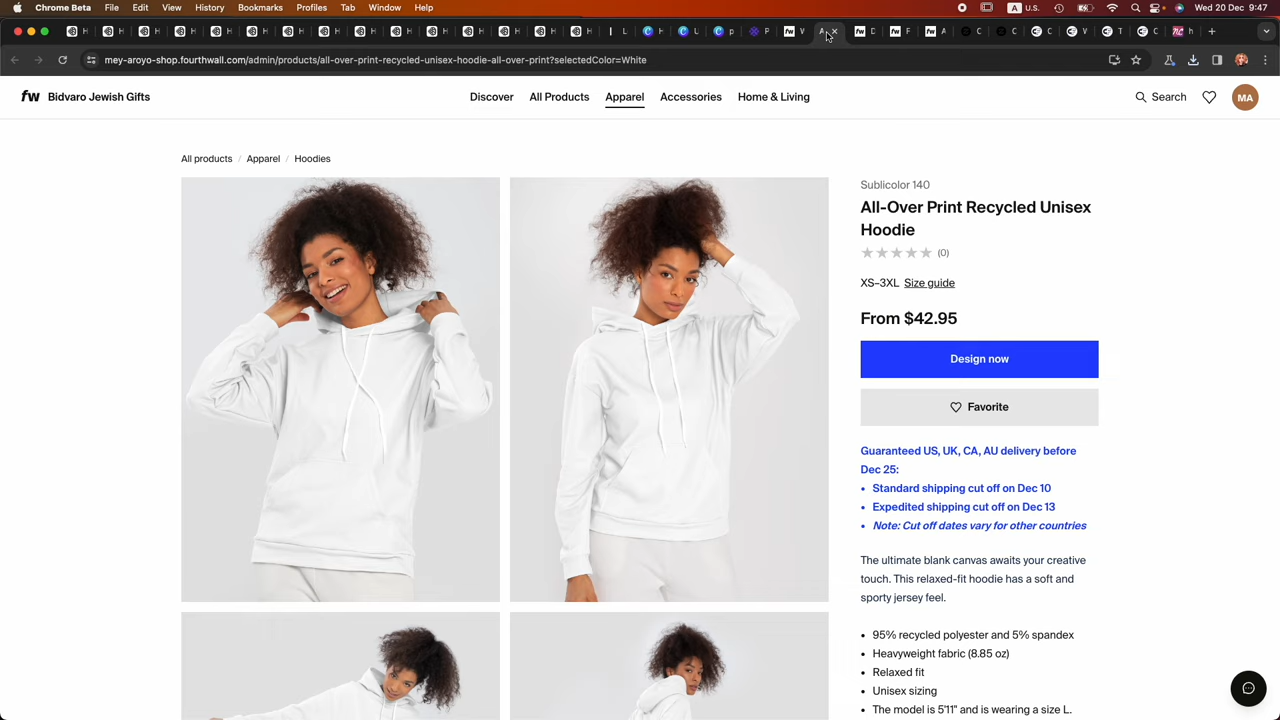 Chrome Beta File Edit View History Bookmarks Profiles Tab Window Help
Wed 20 Dec 9:47
mey-aroyo-shop.fourthwall.com/admin/products/all-over-print-recycled-unisex-hoodie-all-over-print?selectedColor=White
fw Bidvaro Jewish Gifts
Discover All Products Apparel Accessories Home & Living
Search
MA
All products / Apparel / Hoodies
Sublicolor 140
All-Over Print Recycled Unisex
Hoodie
(0)
XS–3XL Size guide
From $42.95
Design now
Favorite
Guaranteed US, UK, CA, AU delivery before
Dec 25:
• Standard shipping cut off on Dec 10
• Expedited shipping cut off on Dec 13
• Note: Cut off dates vary for other countries
The ultimate blank canvas awaits your creative
touch. This relaxed-fit hoodie has a soft and
sporty jersey feel.
• 95% recycled polyester and 5% spandex
• Heavyweight fabric (8.85 oz)
• Relaxed fit
• Unisex sizing
• The model is 5'11" and is wearing a size L.